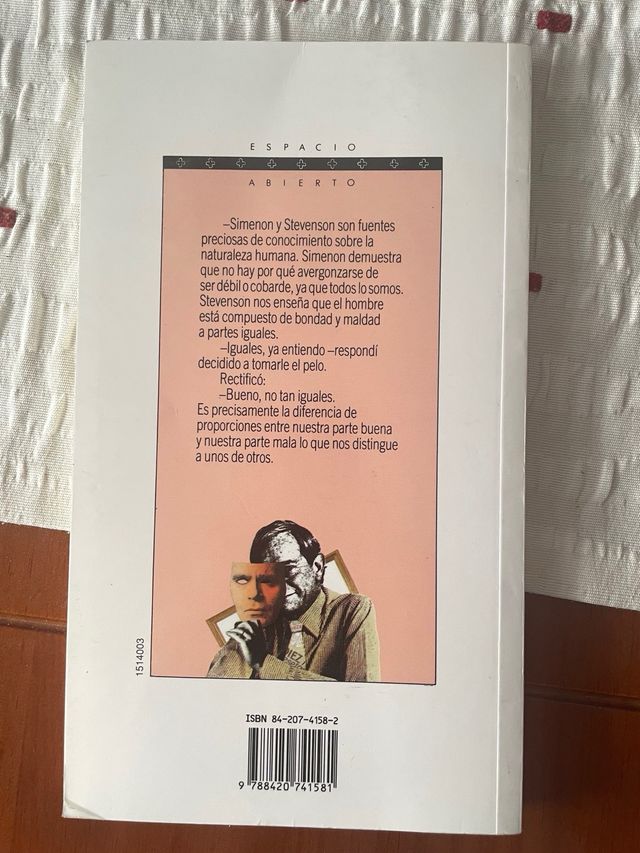 ESPACIO
ABIERTO
–Simenon y Stevenson son fuentes
preciosas de conocimiento sobre la
naturaleza humana. Simenon demuestra
que no hay por qué avergonzarse de
ser débil o cobarde, ya que todos lo somos.
Stevenson nos enseña que el hombre
está compuesto de bondad y maldad
a partes iguales.
–Iguales, ya entiendo –respondí
decidido a tomarle el pelo.
Rectificó:
–Bueno, no tan iguales.
Es precisamente la diferencia de
proporciones entre nuestra parte buena
y nuestra parte mala lo que nos distingue
a unos de otros.
1514003
ISBN 84-207-4158-2
9 788420 741581